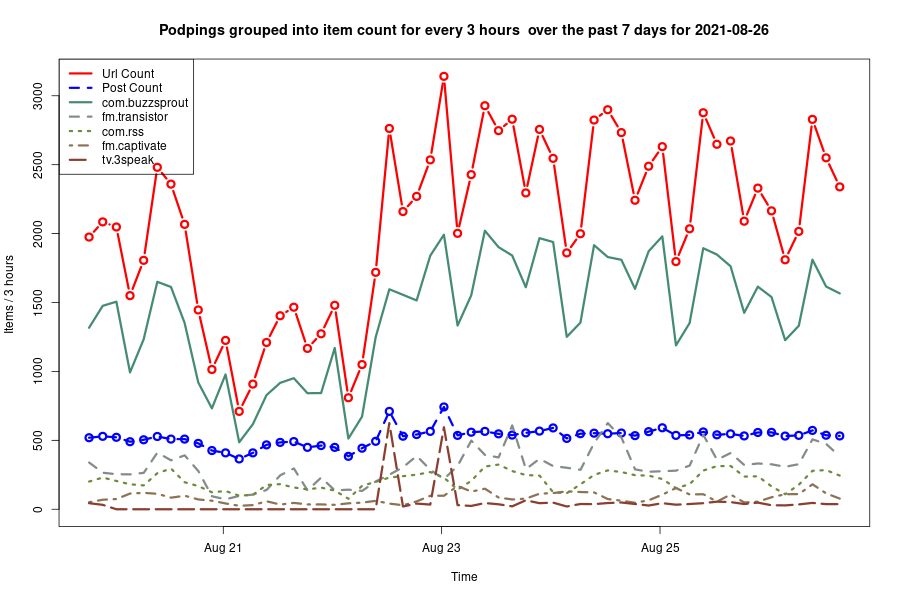 Podpings grouped into item count for every 3 hours  over the past 7 days for 2021-08-26
Url Count
Post Count
com.buzzsprout
fm.transistor
com.rss
fm.captivate
tv.3speak
Items / 3 hours
3000
2500
2000
1500
1000
500
0
Aug 21
Aug 23
Aug 25
Time